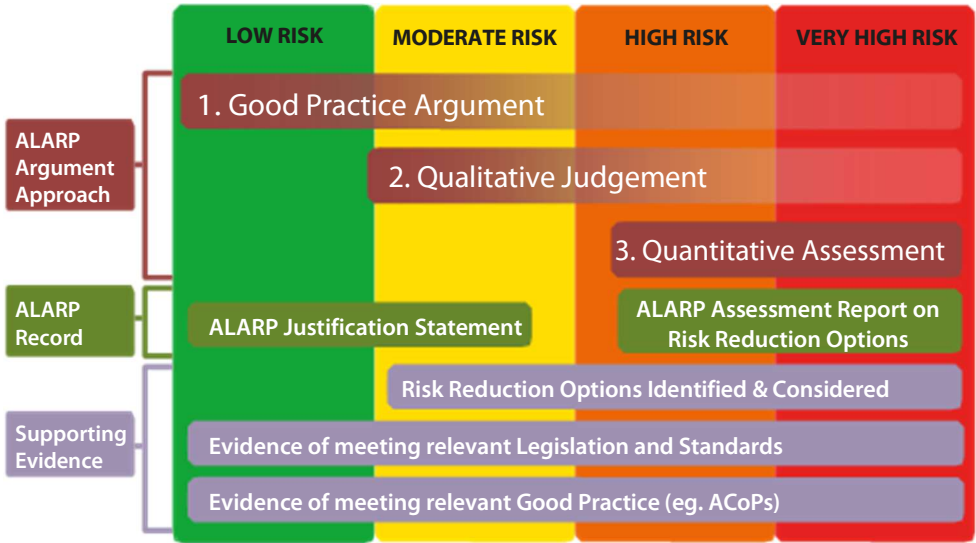 LOW RISK
MODERATE RISK
HIGH RISK
VERY HIGH RISK
ALARP
Argument
Approach
1. Good Practice Argument
2. Qualitative Judgement
3. Quantitative Assessment
ALARP
Record
ALARP Justification Statement
ALARP Assessment Report on
Risk Reduction Options
Supporting
Evidence
Risk Reduction Options Identified & Considered
Evidence of meeting relevant Legislation and Standards
Evidence of meeting relevant Good Practice (eg. ACoPs)